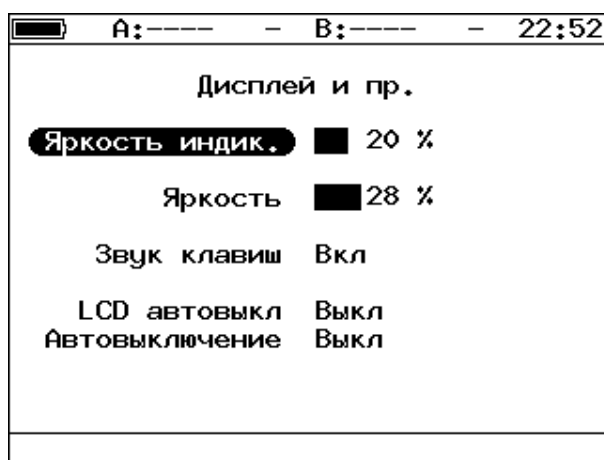 A:---- - B:---- - 22:52
Дисплей и пр.
Яркость индик. 20 %
Яркость 28 %
Звук клавиш Вкл
LCD автовыкл Выкл
Автовыключение Выкл